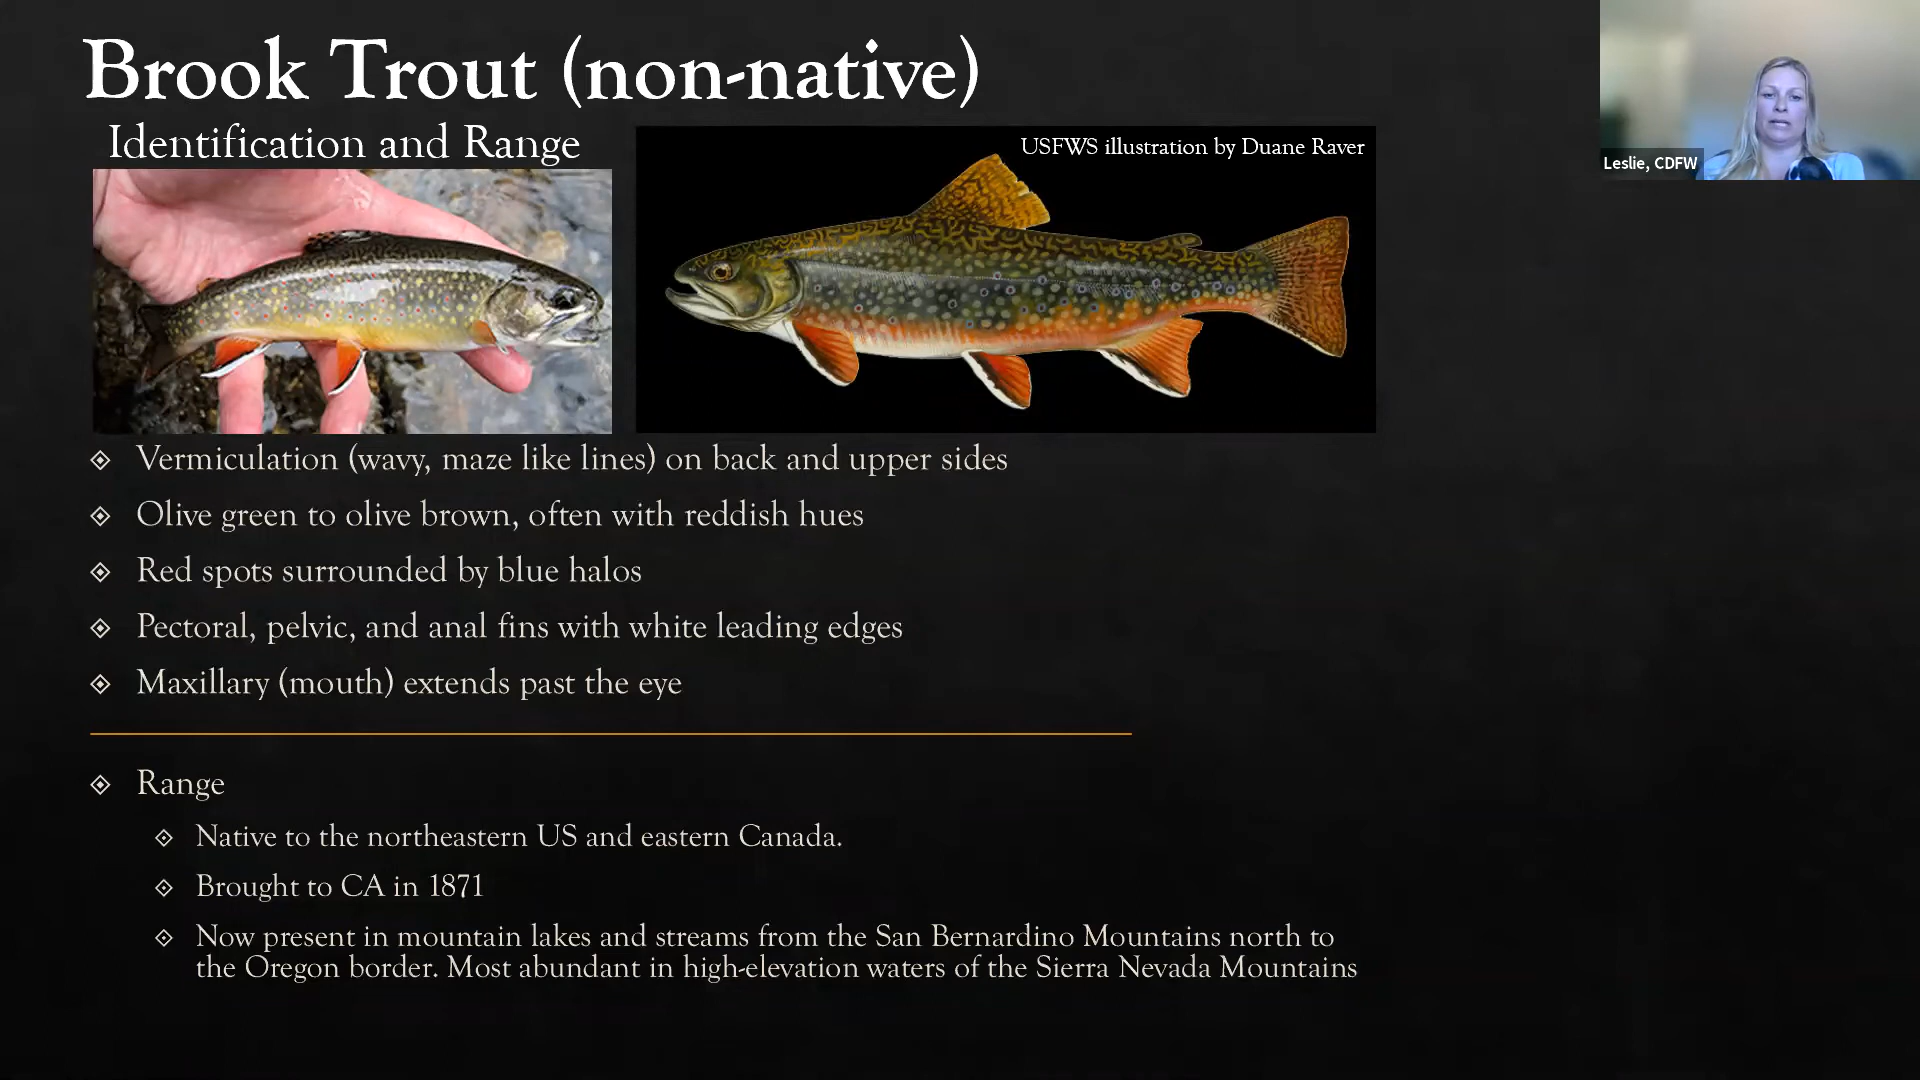 Brook Trout (non-native)
Identification and Range
USFWS illustration by Duane Raver
Leslie, CDFW
Vermiculation (wavy, maze like lines) on back and upper sides
Olive green to olive brown, often with reddish hues
Red spots surrounded by blue halos
Pectoral, pelvic, and anal fins with white leading edges
Maxillary (mouth) extends past the eye
Range
Native to the northeastern US and eastern Canada.
Brought to CA in 1871
Now present in mountain lakes and streams from the San Bernardino Mountains north to
the Oregon border. Most abundant in high-elevation waters of the Sierra Nevada Mountains